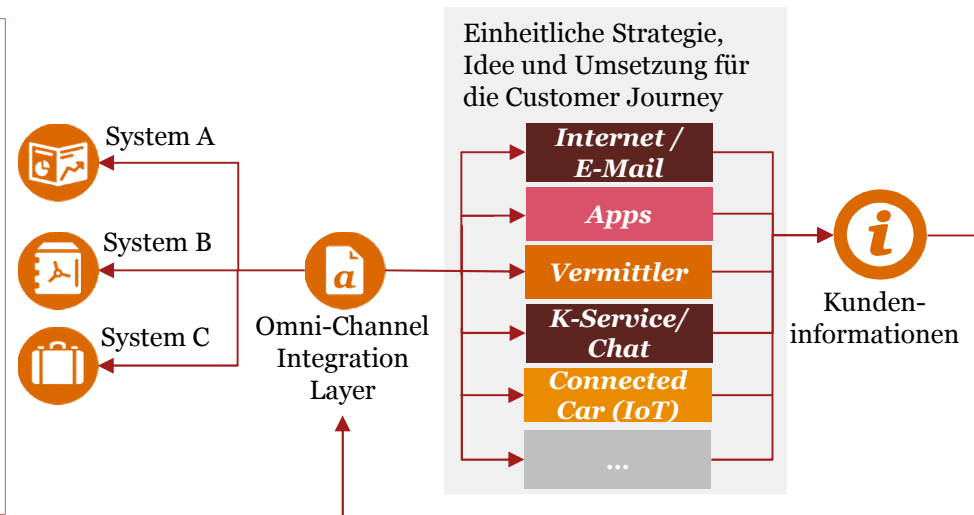 Einheitliche Strategie,
Idee und Umsetzung für
die Customer Journey
System A
System B
System C
a
Omni-Channel
Integration
Layer
Internet /
E-Mail
Apps
Vermittler
K-Service/
Chat
Connected
Car (IoT)
...
i
Kunden-
informationen